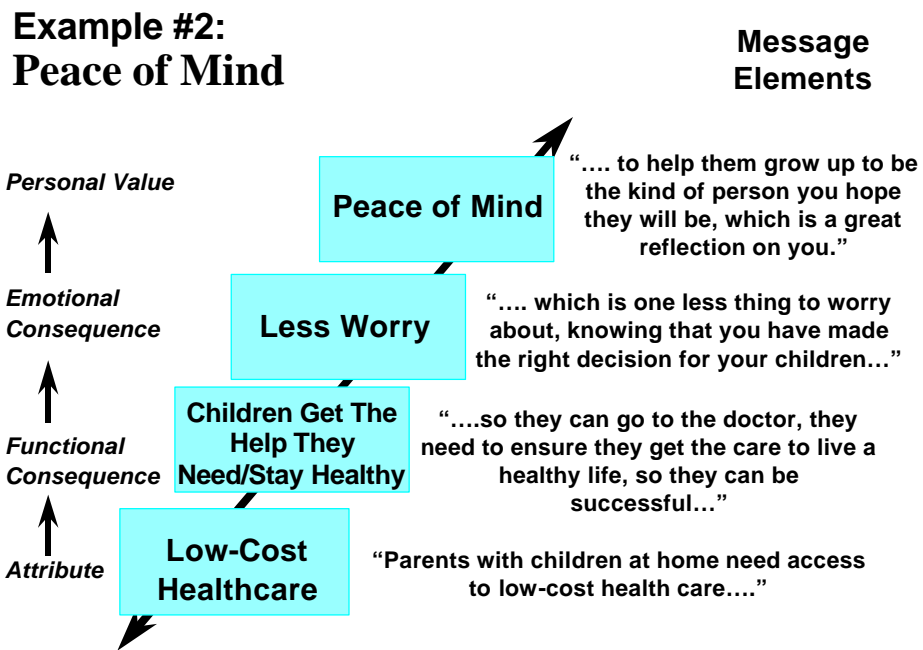 Example #2:
Peace of Mind
Message
Elements
Personal Value
Peace of Mind
“…. to help them grow up to be
the kind of person you hope
they will be, which is a great
reflection on you.”
Emotional
Consequence
Less Worry
“…. which is one less thing to worry
about, knowing that you have made
the right decision for your children…”
Functional
Consequence
Children Get The
Help They
Need/Stay Healthy
“….so they can go to the doctor, they
need to ensure they get the care to live a
healthy life, so they can be
successful…”
Attribute
Low-Cost
Healthcare
“Parents with children at home need access
to low-cost health care….”